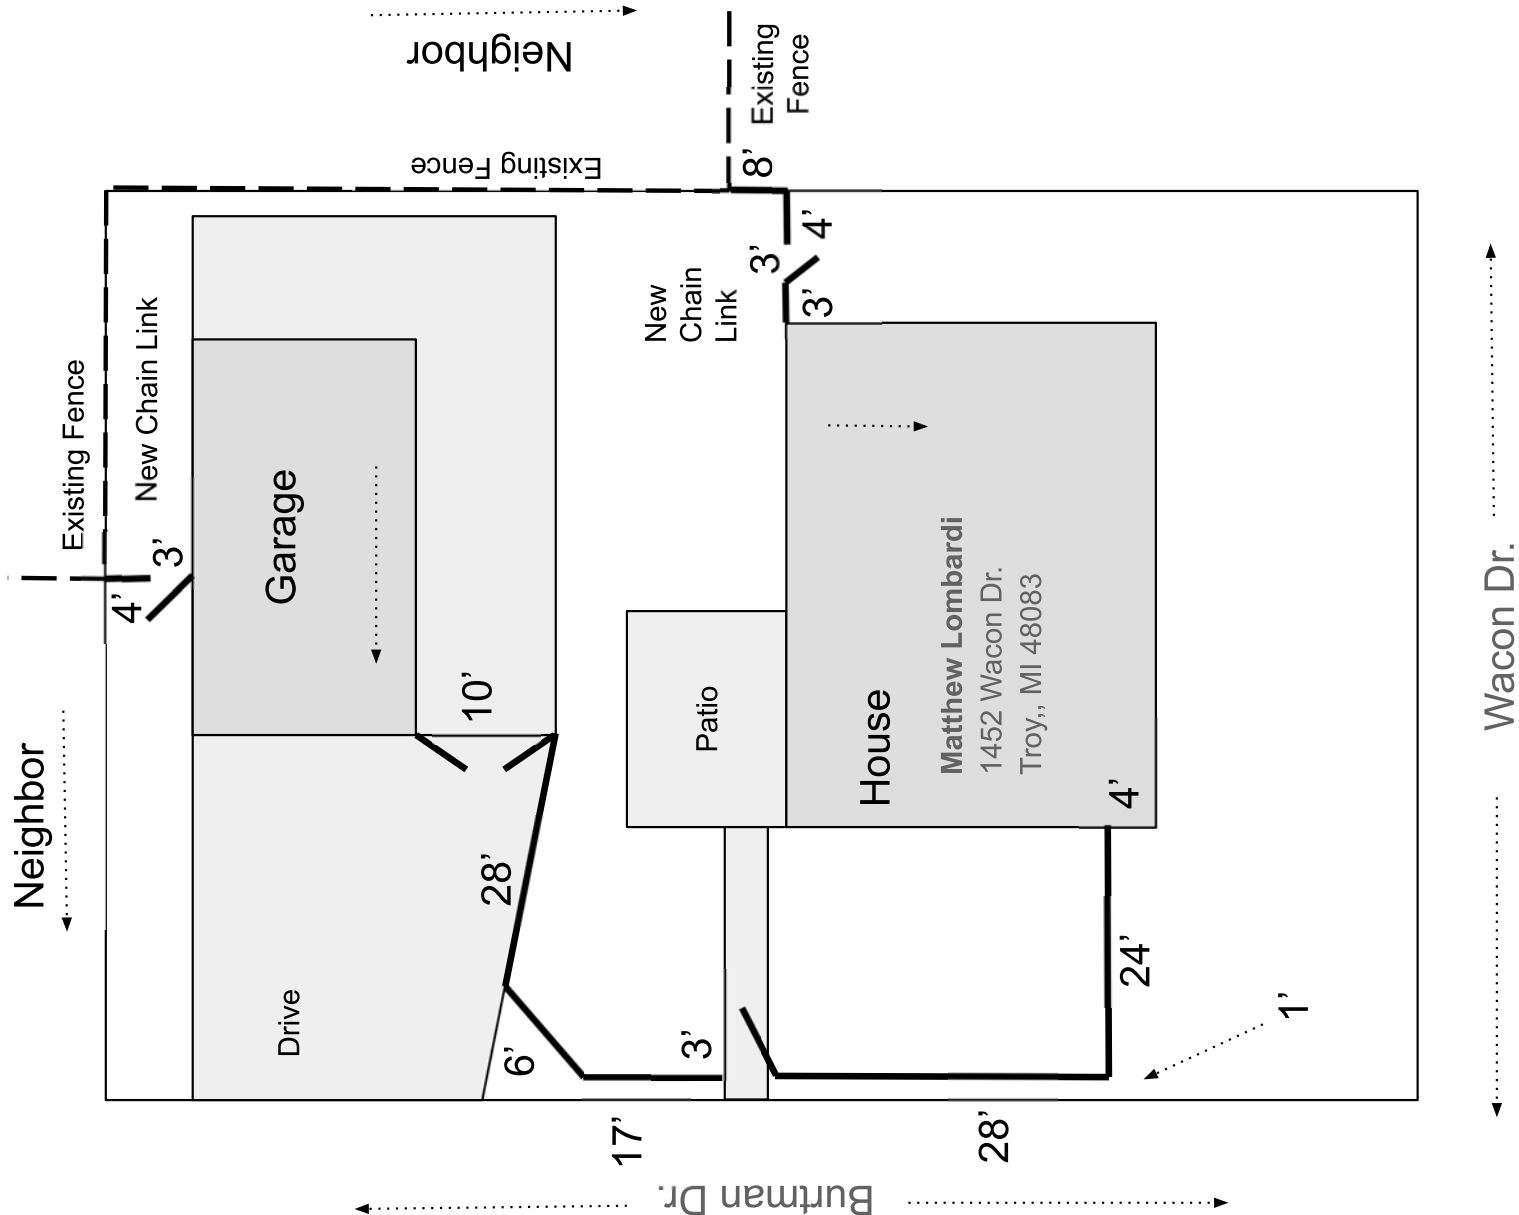 Neighbor
Neighbor
Existing Fence
Existing
Fence
Existing Fence
New Chain Link
8’
4’
3’
3’
New
Chain
Link
4’
3’
Garage
10’
Patio
House
Matthew Lombardi
1452 Wacon Dr.
Troy,, MI 48083
4’
28’
Drive
6’
3’
24’
1’
17’
28’
Burtman Dr.
Wacon Dr.